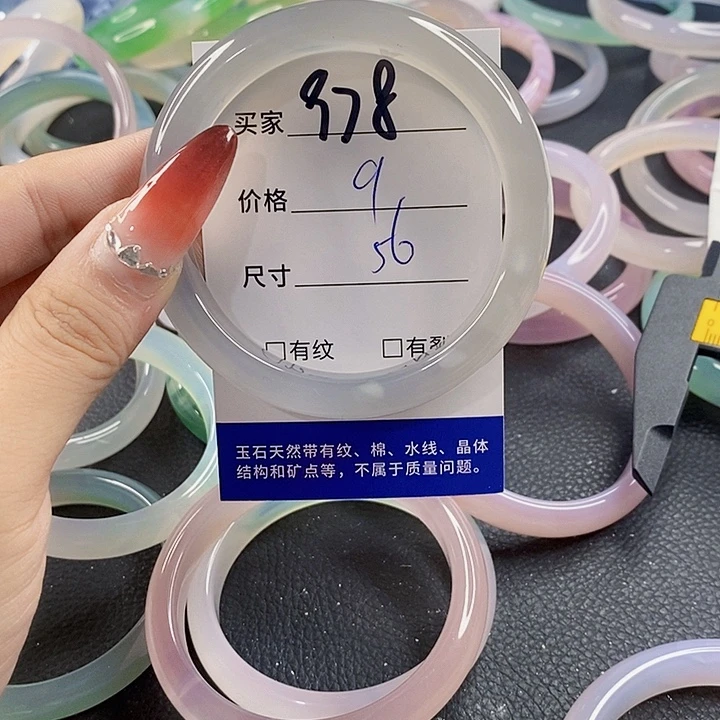 买家 978
价格 9
尺寸 56
□有纹 □有裂
玉石天然带有纹、棉、水线、晶体
结构和矿点等，不属于质量问题。